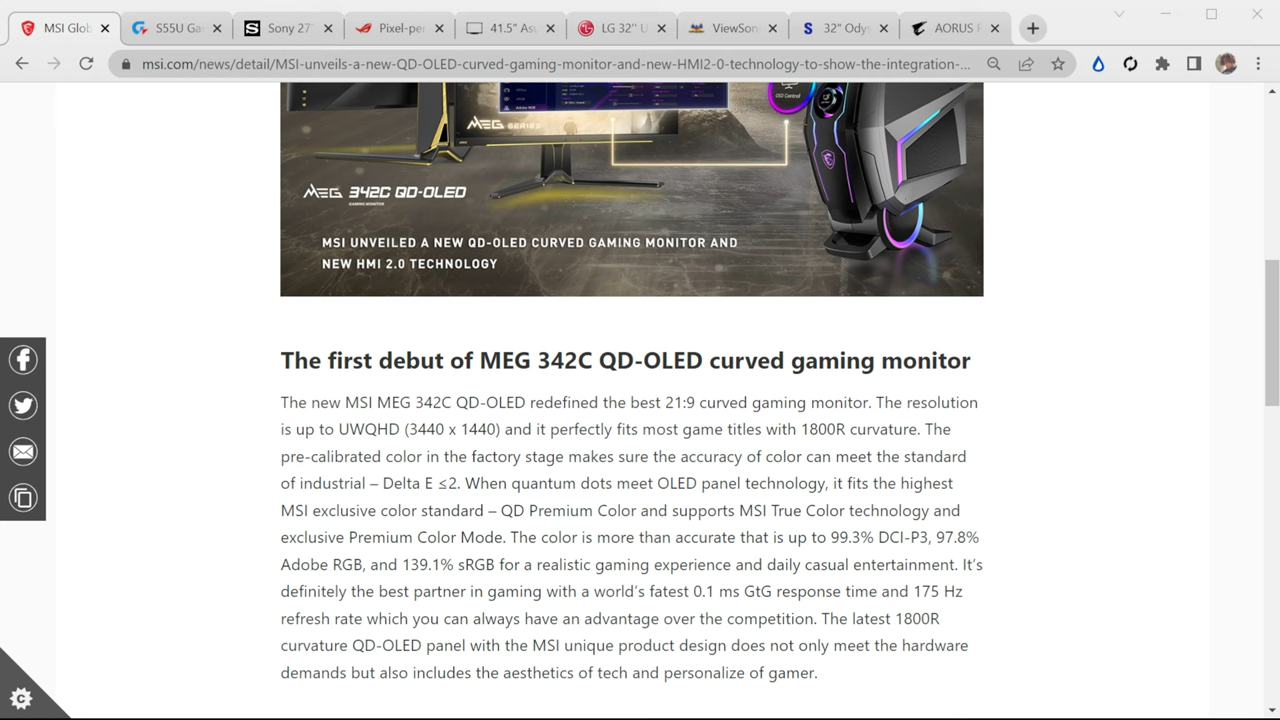 MSI Glob
S55U Ga
Sony 27"
Pixel-per
41.5" Asu
LG 32" U
ViewSon
32" Ody
AORUS F
msi.com/news/detail/MSI-unveils-a-new-QD-OLED-curved-gaming-monitor-and-new-HMI2-0-technology-to-show-the-integration-...
OSD Control
MEG SERIES
MEG 342C QD-OLED
GAMING MONITOR
MSI UNVEILED A NEW QD-OLED CURVED GAMING MONITOR AND
NEW HMI 2.0 TECHNOLOGY
The first debut of MEG 342C QD-OLED curved gaming monitor
The new MSI MEG 342C QD-OLED redefined the best 21:9 curved gaming monitor. The resolution
is up to UWQHD (3440 x 1440) and it perfectly fits most game titles with 1800R curvature. The
pre-calibrated color in the factory stage makes sure the accuracy of color can meet the standard
of industrial – Delta E ≤2. When quantum dots meet OLED panel technology, it fits the highest
MSI exclusive color standard – QD Premium Color and supports MSI True Color technology and
exclusive Premium Color Mode. The color is more than accurate that is up to 99.3% DCI-P3, 97.8%
Adobe RGB, and 139.1% sRGB for a realistic gaming experience and daily casual entertainment. It's
definitely the best partner in gaming with a world's fatest 0.1 ms GtG response time and 175 Hz
refresh rate which you can always have an advantage over the competition. The latest 1800R
curvature QD-OLED panel with the MSI unique product design does not only meet the hardware
demands but also includes the aesthetics of tech and personalize of gamer.